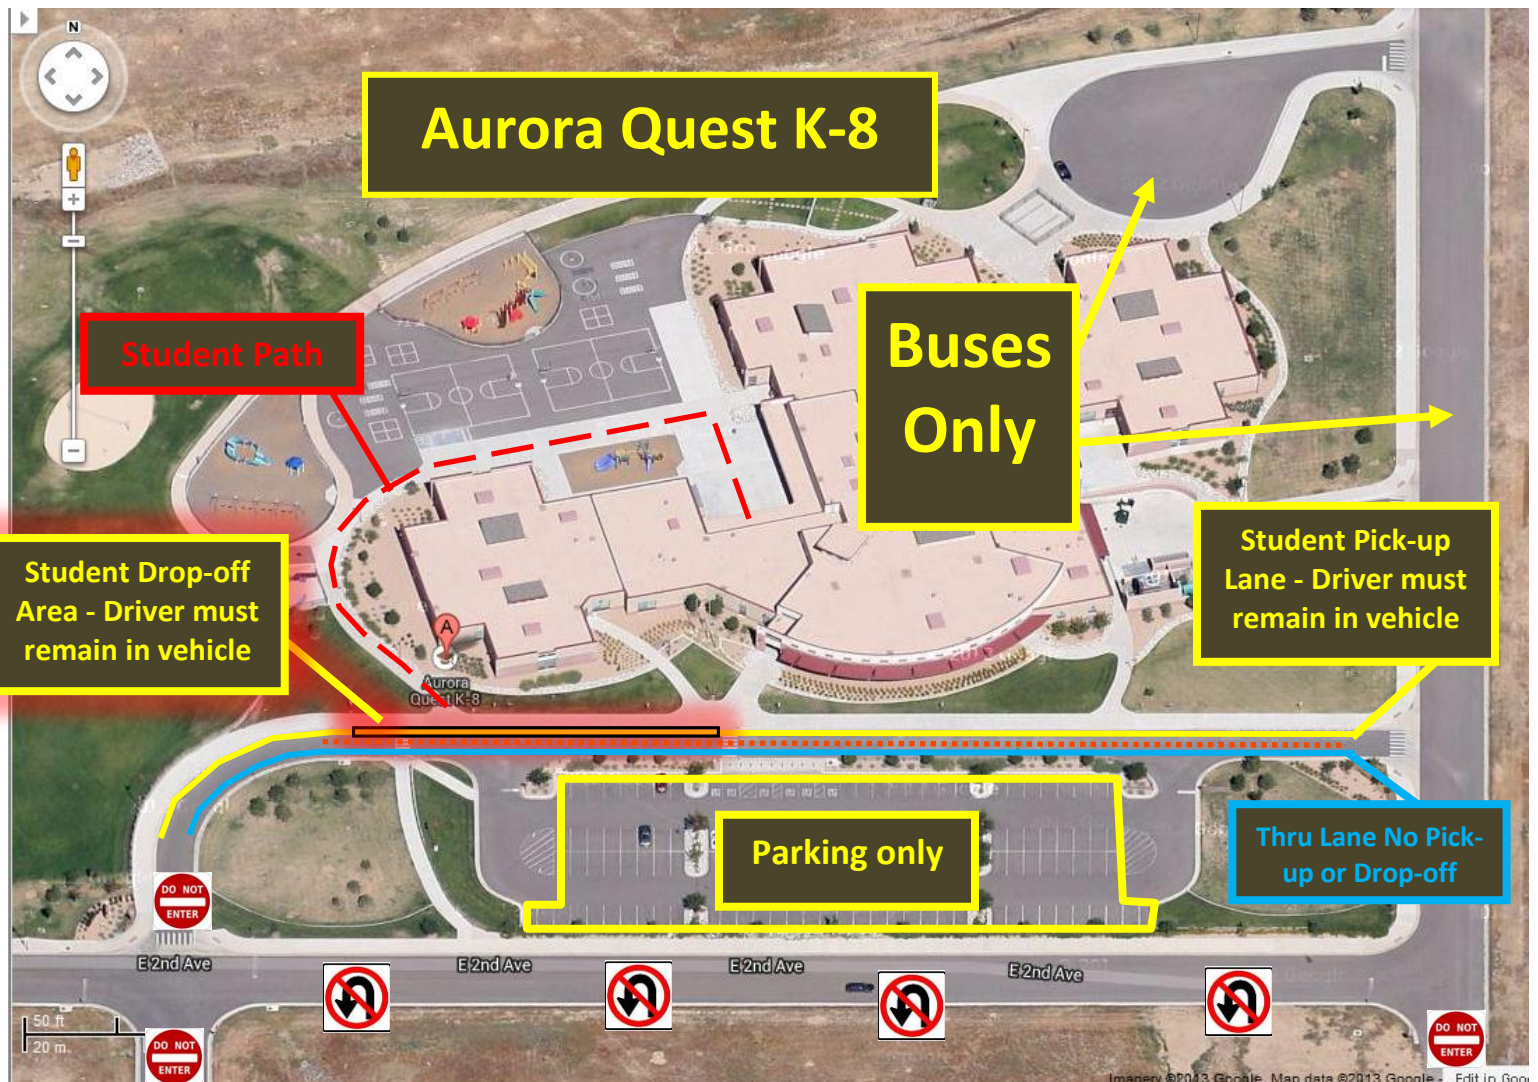 N
Aurora Quest K-8
Student Path
Buses
Only
Student Drop-off
Area - Driver must
remain in vehicle
Student Pick-up
Lane - Driver must
remain in vehicle
A
Aurora
Quest K-8
Parking only
Thru Lane No Pick-
up or Drop-off
DO NOT
ENTER
E 2nd Ave
E 2nd Ave
E 2nd Ave
E 2nd Ave
50 ft
20 m
DO NOT
ENTER
DO NOT
ENTER
Imagery ©2013 Google, Map data ©2013 Google - Edit in Goo